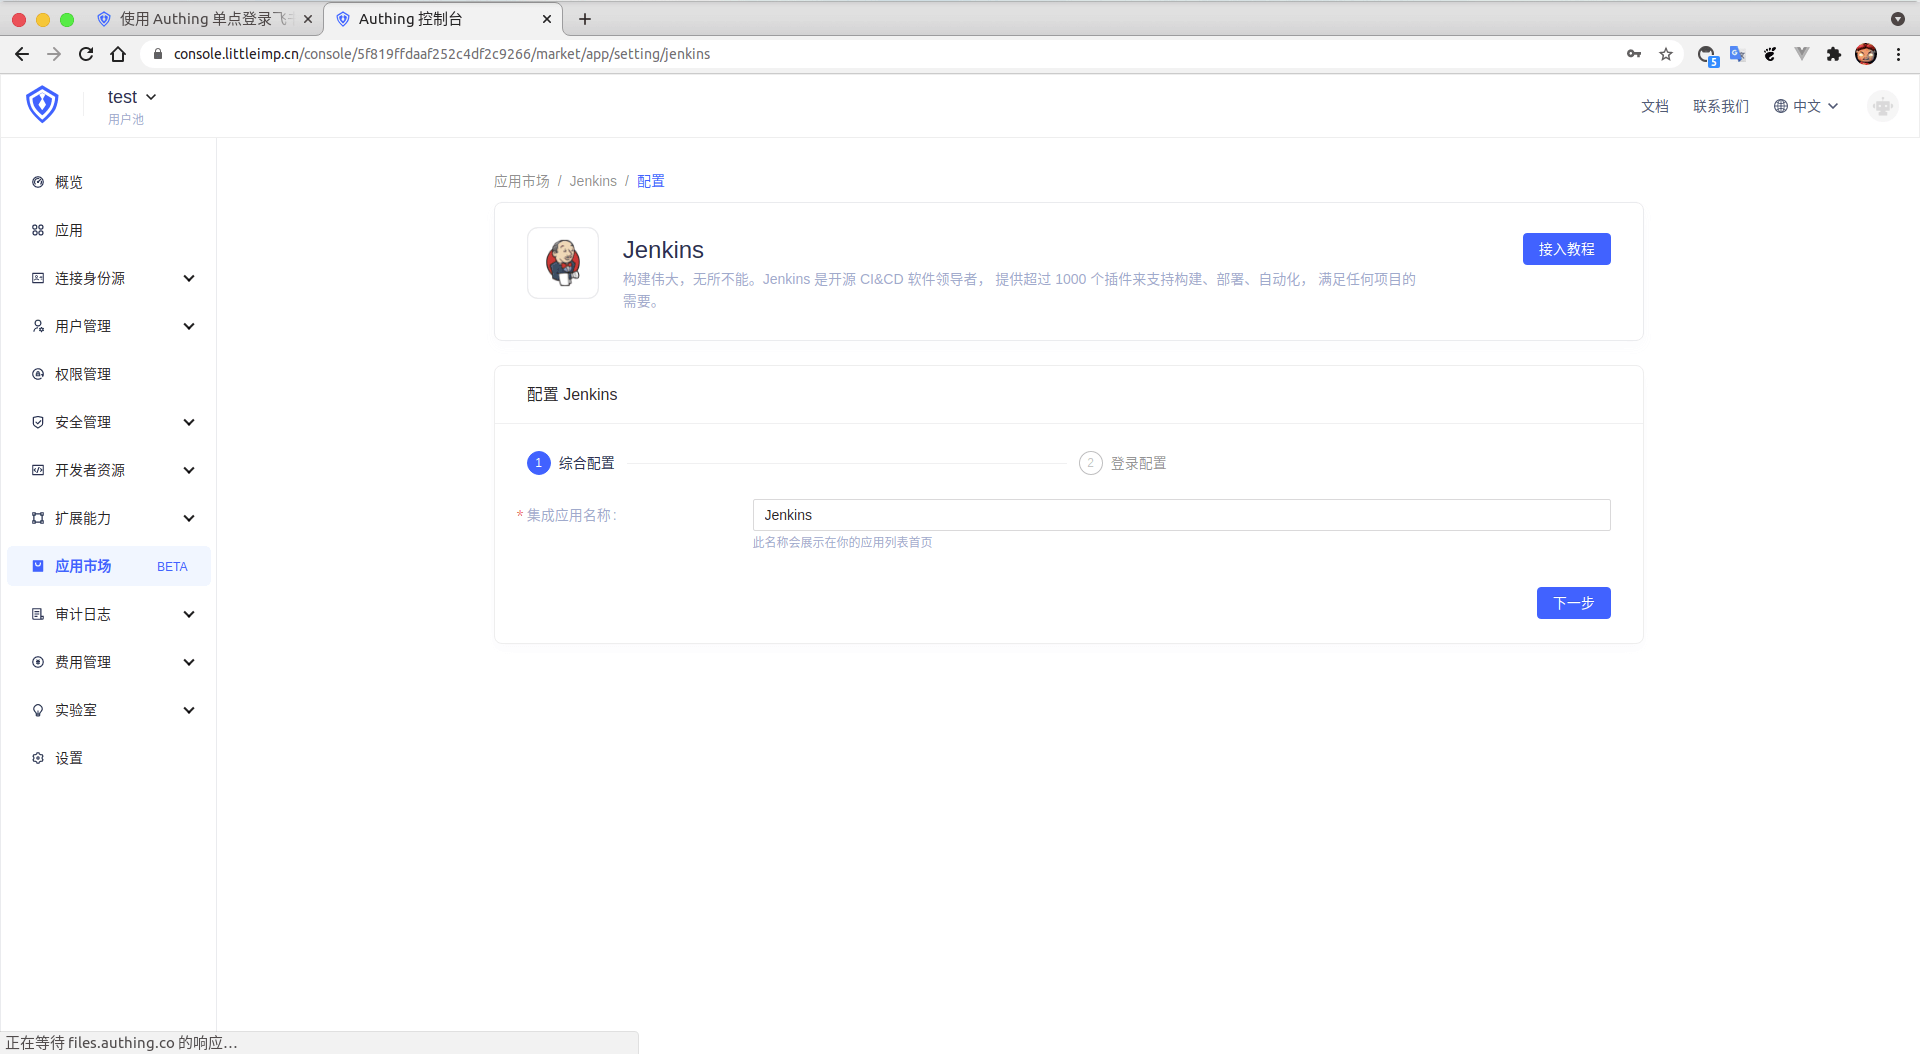 使用 Authing 单点登录飞书
Authing 控制台
console.littleimp.cn/console/5f819ffdaaf252c4df2c9266/market/app/setting/jenkins
5
test
用户池
文档
联系我们
中文
概览
应用
连接身份源
用户管理
权限管理
安全管理
开发者资源
扩展能力
应用市场 BETA
审计日志
费用管理
实验室
设置
应用市场 / Jenkins / 配置
Jenkins
构建伟大，无所不能。Jenkins 是开源 CI&CD 软件领导者， 提供超过 1000 个插件来支持构建、部署、自动化， 满足任何项目的
需要。
接入教程
配置 Jenkins
1 综合配置
2 登录配置
* 集成应用名称 :
Jenkins
此名称会展示在你的应用列表首页
下一步
正在等待 files.authing.co 的响应…